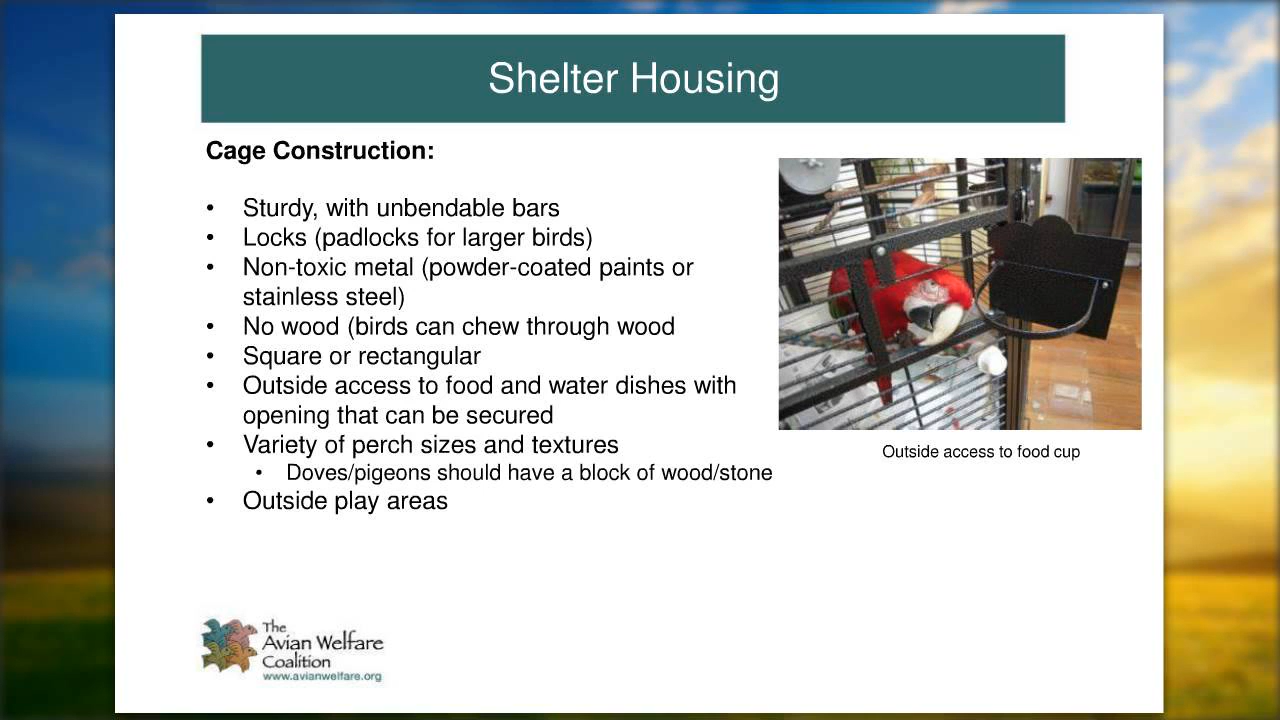 Shelter Housing
Cage Construction:
• Sturdy, with unbendable bars
• Locks (padlocks for larger birds)
• Non-toxic metal (powder-coated paints or
stainless steel)
• No wood (birds can chew through wood
• Square or rectangular
• Outside access to food and water dishes with
opening that can be secured
• Variety of perch sizes and textures
• Doves/pigeons should have a block of wood/stone
• Outside play areas
Outside access to food cup
The
Avian Welfare
Coalition
www.avianwelfare.org